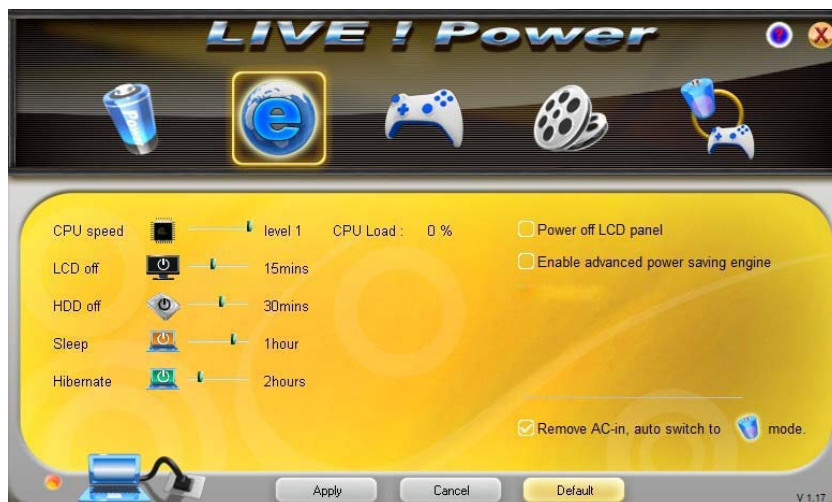 LIVE ! Power
Power
e
CPU speed level 1 CPU Load : 0 %
LCD off 15mins
HDD off 30mins
Sleep 1hour
Hibernate 2hours
Power off LCD panel
Enable advanced power saving engine
Remove AC-in, auto switch to mode.
Apply Cancel Default